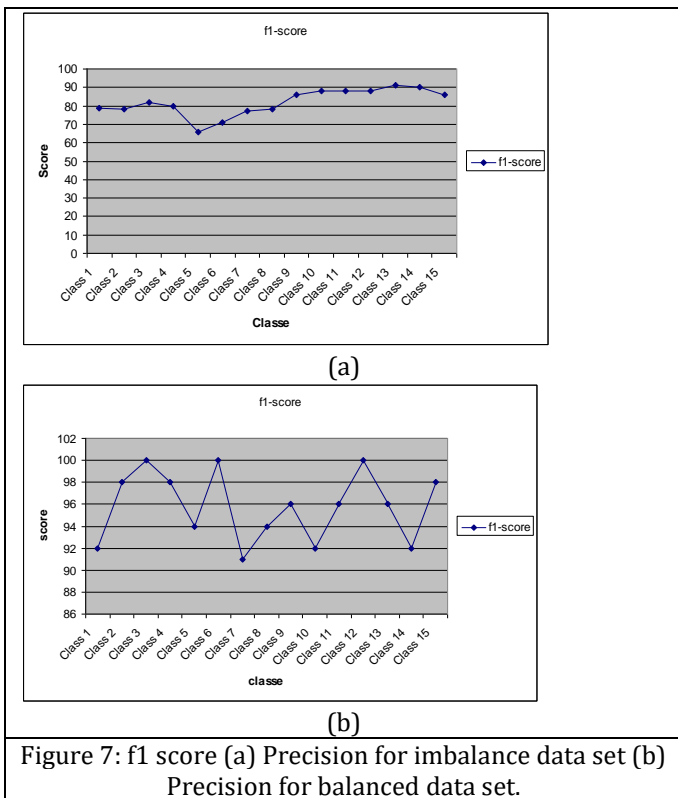 f1-score
100
90
80
70
60
50
40
30
20
10
0
Score
Class 1
Class 2
Class 3
Class 4
Class 5
Class 6
Class 7
Class 8
Class 9
Class 10
Class 11
Class 12
Class 13
Class 14
Class 15
Classe
f1-score
(a)
f1-score
102
100
98
96
94
92
90
88
86
score
Class 1
Class 2
Class 3
Class 4
Class 5
Class 6
Class 7
Class 8
Class 9
Class 10
Class 11
Class 12
Class 13
Class 14
Class 15
classe
f1-score
(b)
Figure 7: f1 score (a) Precision for imbalance data set (b)
Precision for balanced data set.